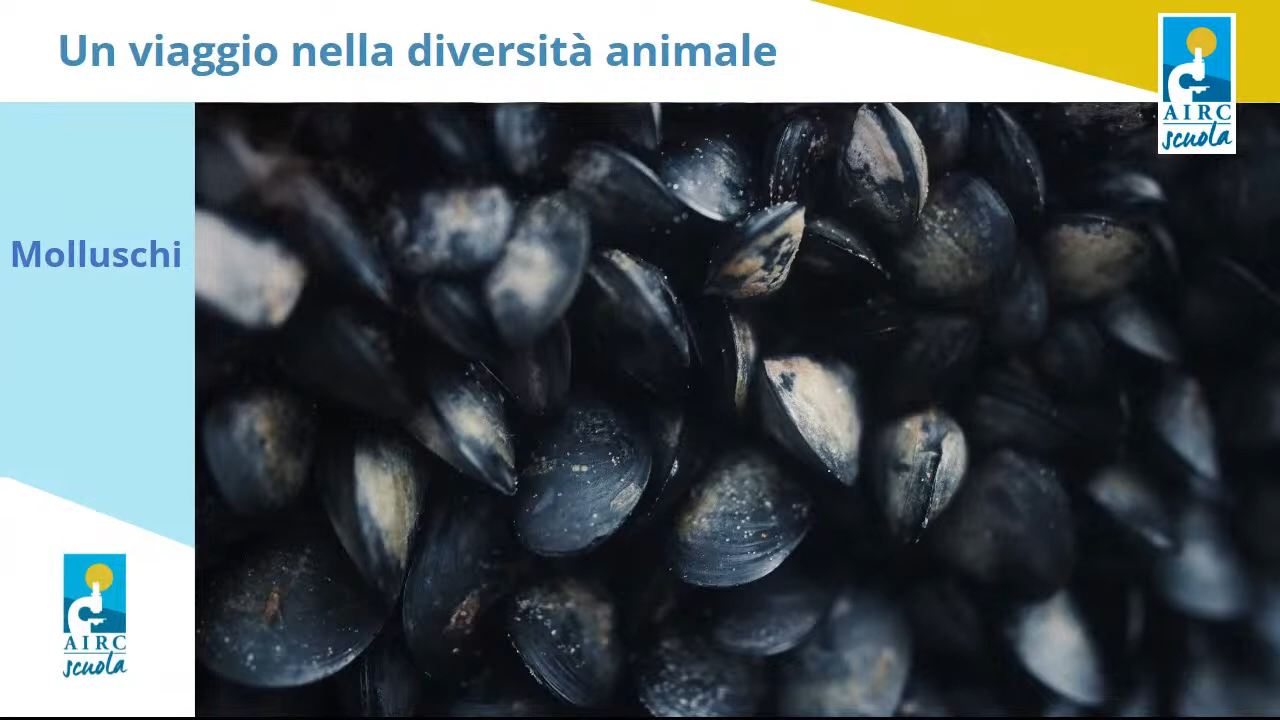 Un viaggio nella diversità animale
AIRC
scuola
Molluschi
AIRC
scuola